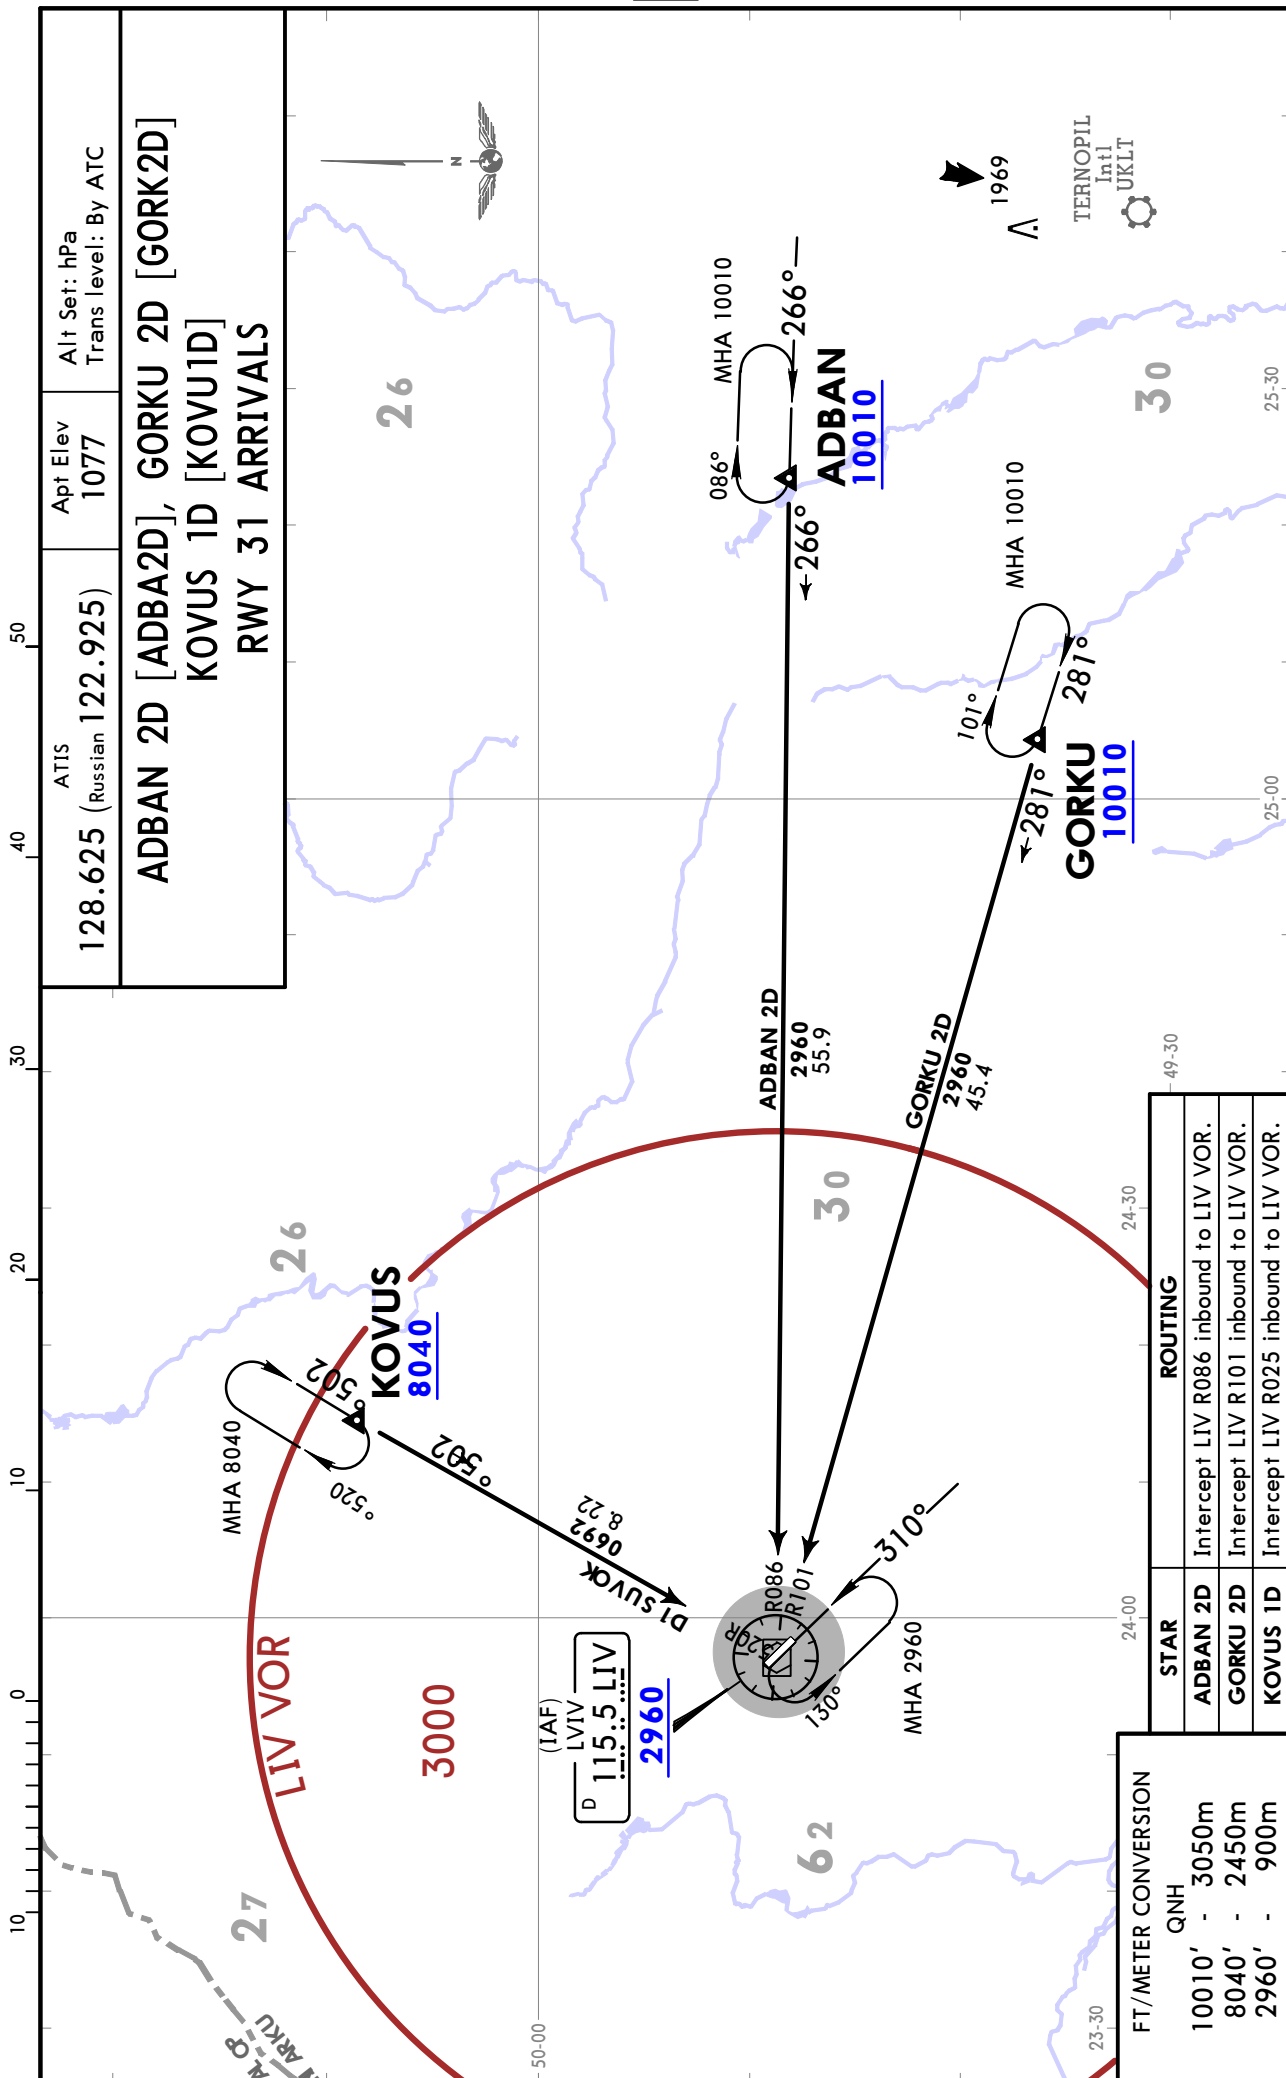 ATIS
128.625 (Russian 122.925)
Apt Elev
1077
Alt Set: hPa
Trans level: By ATC
ADBAN 2D [ADBA2D], GORKU 2D [GORK2D]
KOVUS 1D [KOVU1D]
RWY 31 ARRIVALS
10
0
10
20
30
40
50
N
27
26
26
30
30
62
LIV VOR
3000
MHA 8040
025°
205°
KOVUS
8040
205°
KOVUS 1D
2960
22.8
(IAF)
LVIV
D 115.5 LIV
2960
R086
R101
130°
310°
MHA 2960
ADBAN 2D
2960
55.9
GORKU 2D
2960
45.4
MHA 10010
086°
266°
266°
ADBAN
10010
MHA 10010
101°
281°
281°
GORKU
10010
1969
TERNOPIL
Intl
UKLT
50-00
49-30
23-30
24-00
24-30
25-00
25-30
FT/METER CONVERSION
QNH
10010' - 3050m
8040' - 2450m
2960' - 900m
STAR ROUTING
ADBAN 2D Intercept LIV R086 inbound to LIV VOR.
GORKU 2D Intercept LIV R101 inbound to LIV VOR.
KOVUS 1D Intercept LIV R025 inbound to LIV VOR.